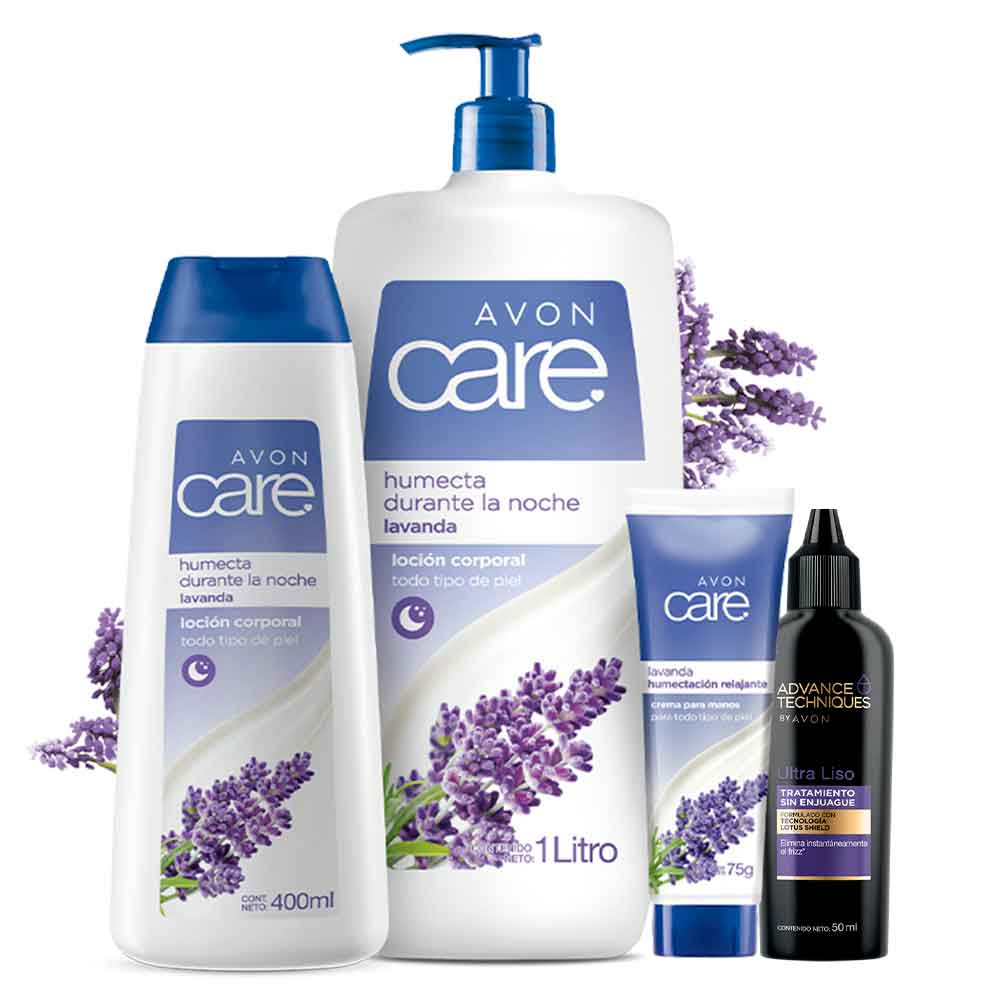 AVON
care
humecta
durante la noche
lavanda
loción corporal
todo tipo de piel
CONT.
NETO: 400ml
AVON
care
humecta
durante la noche
lavanda
loción corporal
todo tipo de piel
CONTENIDO
NETO: 1 Litro
AVON
care
lavanda
humectación relajante
crema para manos
para todo tipo de piel
75g
ADVANCE
TECHNIQUES
BY AVON
Ultra Liso
TRATAMIENTO
SIN ENJUAGUE
FORMULADO CON
TECNOLOGÍA
LOTUS SHIELD
Elimina instantáneamente
el frizz*
CONTENIDO NETO: 50 ml